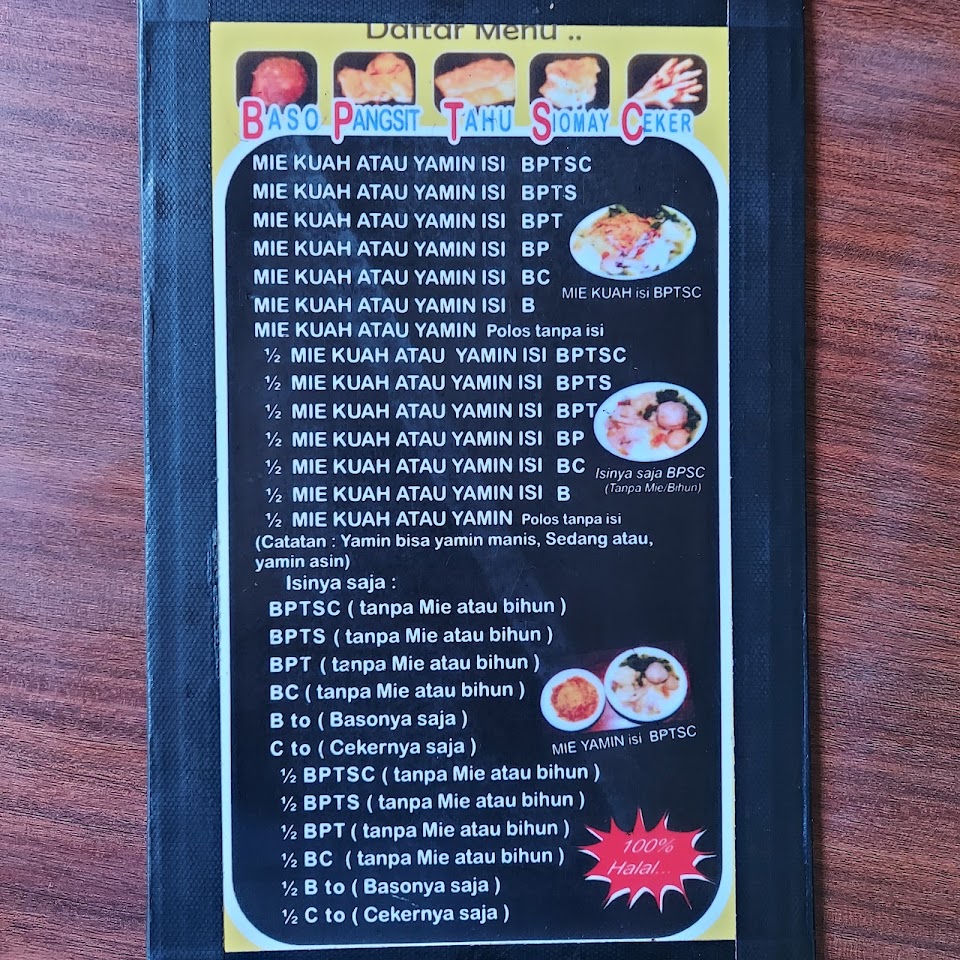 Daftar Menu ..
BASO PANGSIT TAHU SIOMAY CEKER
MIE KUAH ATAU YAMIN ISI BPTSC
MIE KUAH ATAU YAMIN ISI BPTS
MIE KUAH ATAU YAMIN ISI BPT
MIE KUAH ATAU YAMIN ISI BP
MIE KUAH ATAU YAMIN ISI BC
MIE KUAH ATAU YAMIN ISI B
MIE KUAH isi BPTSC
MIE KUAH ATAU YAMIN Polos tanpa isi
½ MIE KUAH ATAU YAMIN ISI BPTSC
½ MIE KUAH ATAU YAMIN ISI BPTS
½ MIE KUAH ATAU YAMIN ISI BPT
½ MIE KUAH ATAU YAMIN ISI BP
½ MIE KUAH ATAU YAMIN ISI BC
½ MIE KUAH ATAU YAMIN ISI B
Isinya saja BPSC
(Tanpa Mie/Bihun)
½ MIE KUAH ATAU YAMIN Polos tanpa isi
(Catatan : Yamin bisa yamin manis, Sedang atau,
yamin asin)
Isinya saja :
BPTSC ( tanpa Mie atau bihun )
BPTS ( tanpa Mie atau bihun )
BPT ( tanpa Mie atau bihun )
BC ( tanpa Mie atau bihun )
B to ( Basonya saja )
C to ( Cekernya saja )
MIE YAMIN isi BPTSC
½ BPTSC ( tanpa Mie atau bihun )
½ BPTS ( tanpa Mie atau bihun )
½ BPT ( tanpa Mie atau bihun )
½ BC ( tanpa Mie atau bihun )
½ B to ( Basonya saja )
½ C to ( Cekernya saja )
100%
Halal...